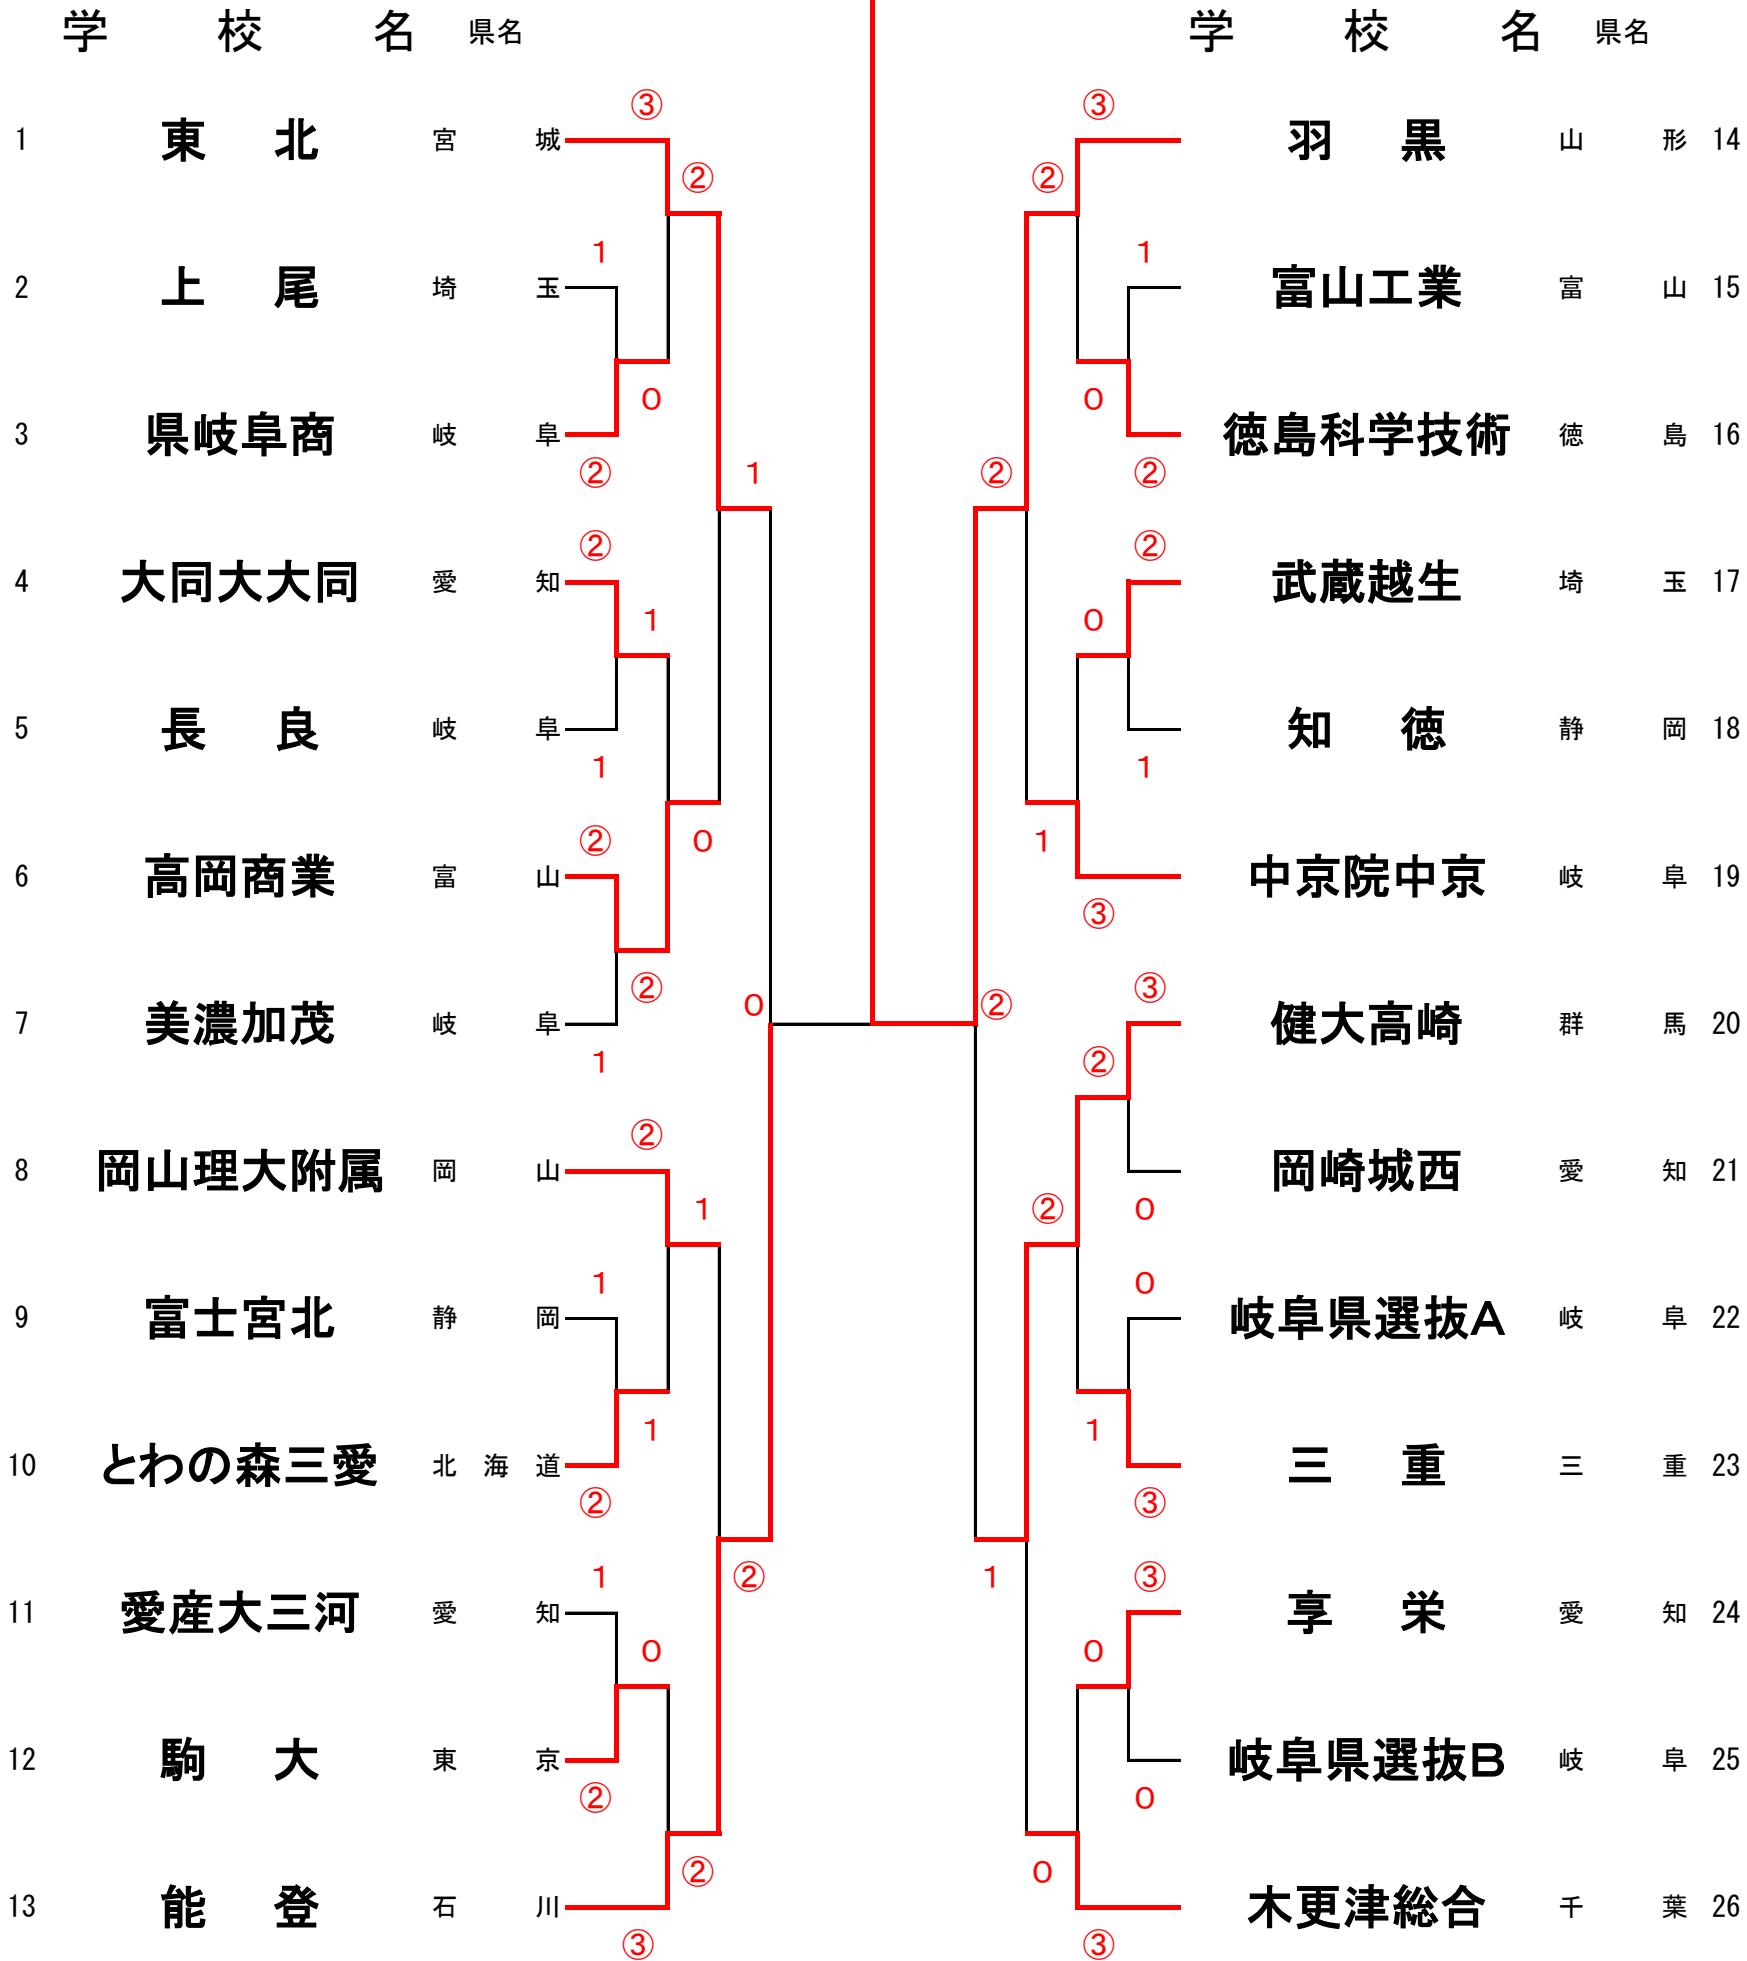 学 校 名 県名 学 校 名 県名
③ ③
1 東 北 宮 城 羽 黒 山 形 14
② ②
1 1
2 上 尾 埼 玉 富山工業 富 山 15
0 0
3 県岐阜商 岐 阜 徳島科学技術 徳 島 16
② 1 ② ②
② ②
4 大同大大同 愛 知 武蔵越生 埼 玉 17
1 0
5 長 良 岐 阜 知 徳 静 岡 18
1 1
② 0 1
6 高岡商業 富 山 中京院中京 岐 阜 19
③
② ③
0 ②
7 美濃加茂 岐 阜 健大高崎 群 馬 20
1 ②
②
8 岡山理大附属 岡 山 岡崎城西 愛 知 21
1 ② 0
1 0
9 富士宮北 静 岡 岐阜県選抜A 岐 阜 22
1 1
10 とわの森三愛 北 海 道 三 重 三 重 23
② ③
1 ② 1 ③
11 愛産大三河 愛 知 享 栄 愛 知 24
0 0
12 駒 大 東 京 岐阜県選抜B 岐 阜 25
② 0
② 0
13 能 登 石 川 木更津総合 千 葉 26
③ ③